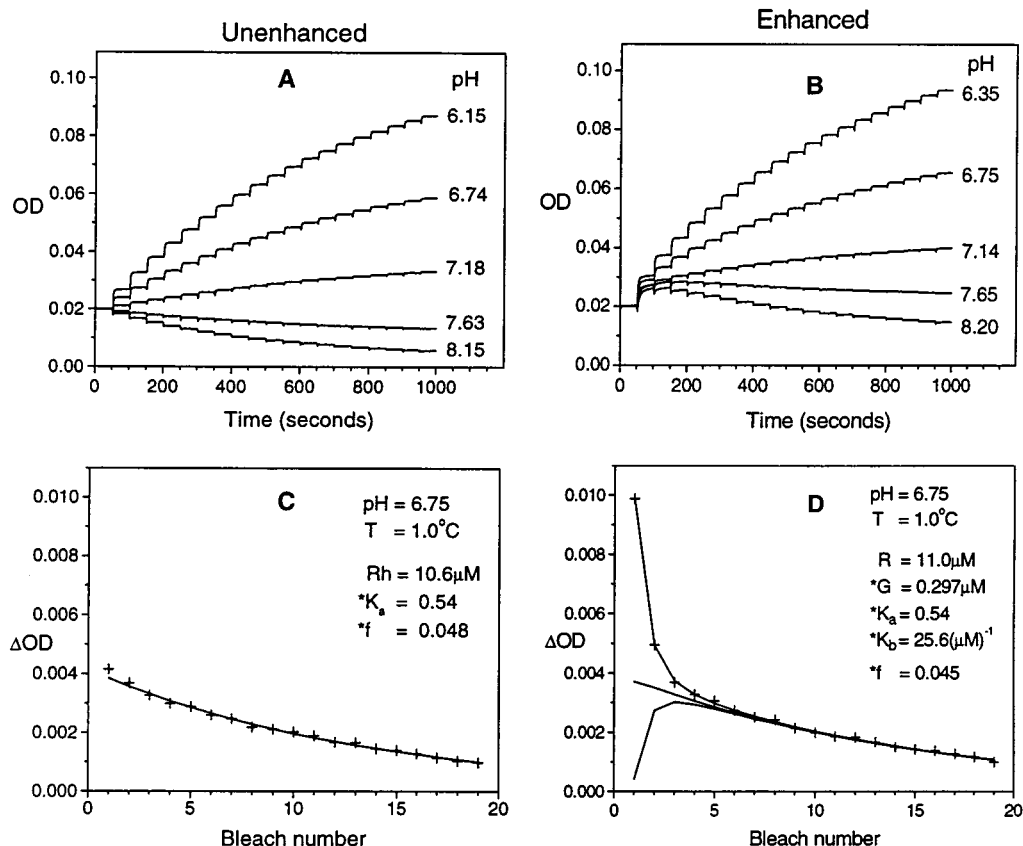 Unenhanced
A
pH
0.10
0.08
0.06
OD
0.04
0.02
0.00
6.15
6.74
7.18
7.63
8.15
0 200 400 600 800 1000
Time (seconds)
Enhanced
B
pH
0.10
0.08
0.06
OD
0.04
0.02
0.00
6.35
6.75
7.14
7.65
8.20
0 200 400 600 800 1000
Time (seconds)
C
pH = 6.75
T = 1.0°C
Rh = 10.6μM
*Ka = 0.54
*f = 0.048
0.010
0.008
0.006
ΔOD
0.004
0.002
0.000
0 5 10 15 20
Bleach number
D
pH = 6.75
T = 1.0°C
R = 11.0μM
*G = 0.297μM
*Ka = 0.54
*Kb = 25.6(μM)⁻¹
*f = 0.045
0.010
0.008
0.006
ΔOD
0.004
0.002
0.000
0 5 10 15 20
Bleach number